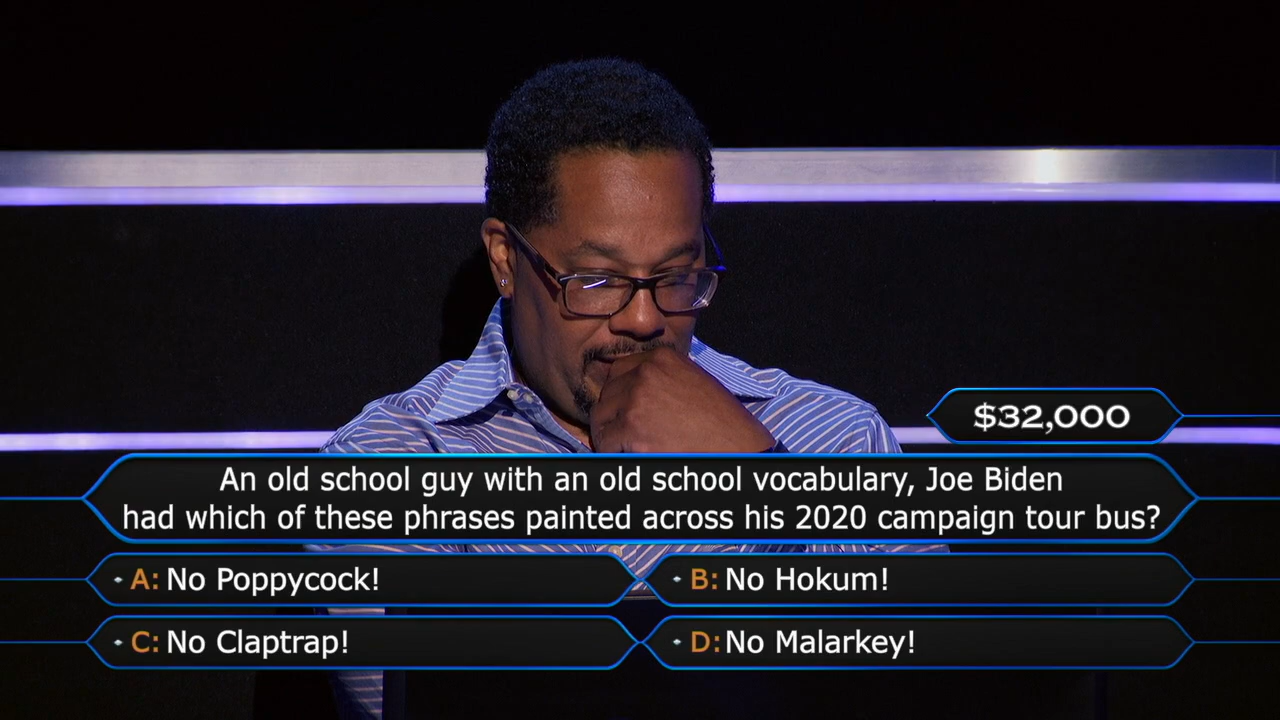 $32,000
An old school guy with an old school vocabulary, Joe Biden
had which of these phrases painted across his 2020 campaign tour bus?
A: No Poppycock!
B: No Hokum!
C: No Claptrap!
D: No Malarkey!